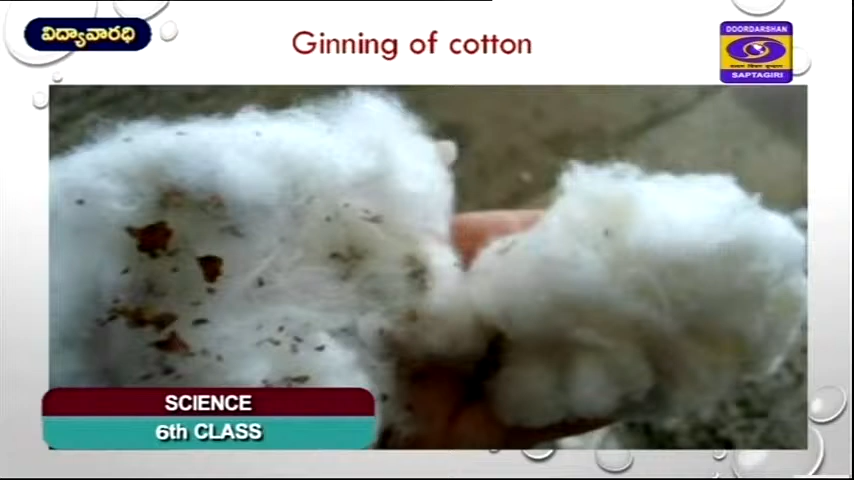 విద్యావారధి
Ginning of cotton
DOORDARSHAN
SAPTAGIRI
SCIENCE
6th CLASS